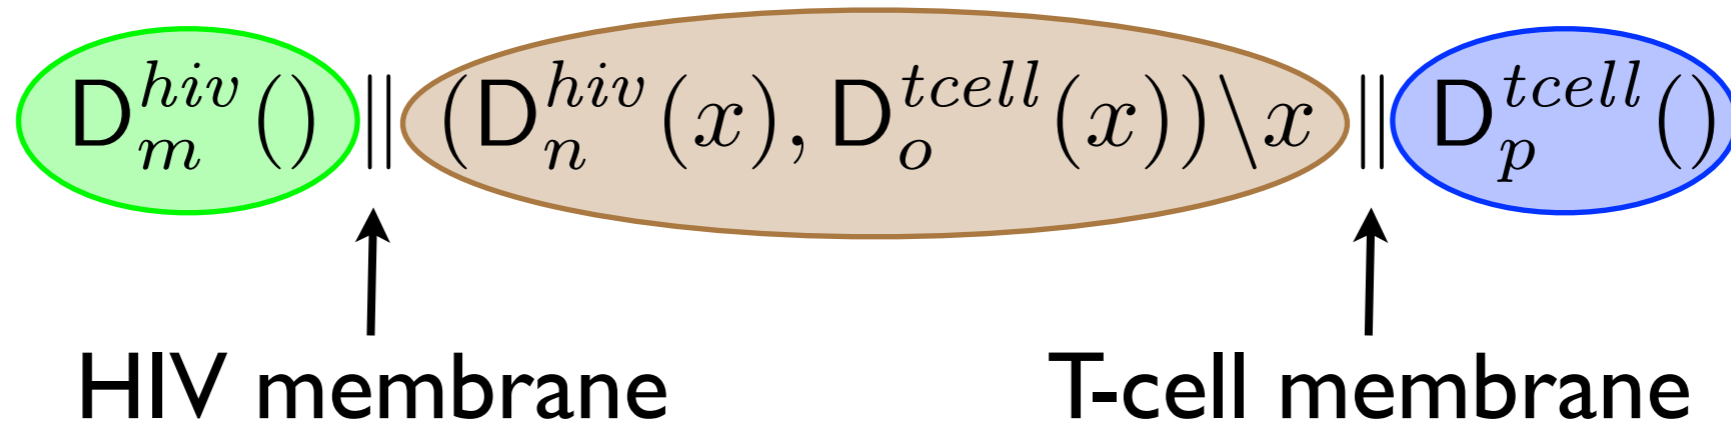 D_m^{hiv}() || (D_n^{hiv}(x), D_o^{tcell}(x))\x || D_p^{tcell}()
HIV membrane T-cell membrane